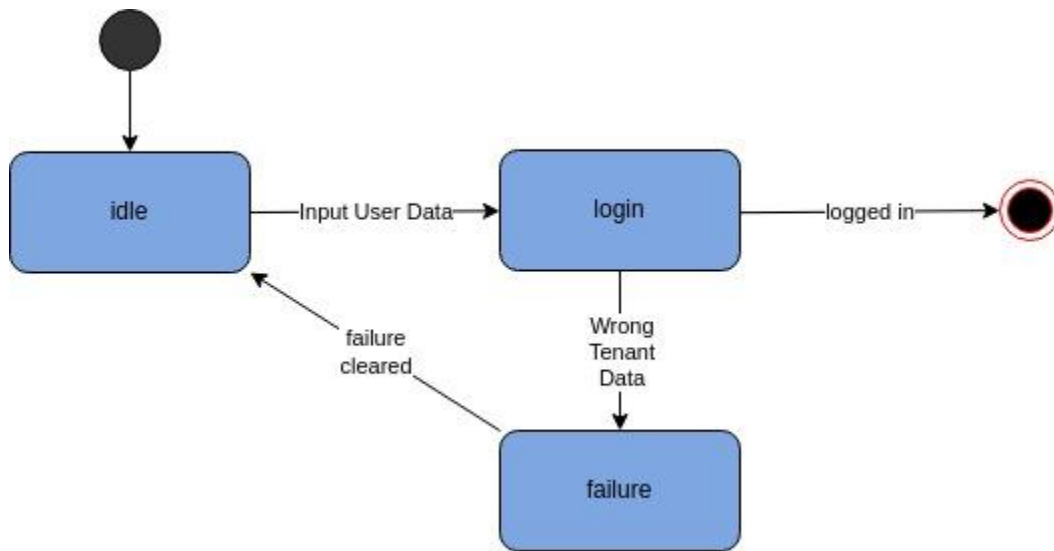 idle
Input User Data
login
logged in
failure
cleared
Wrong
Tenant
Data
failure